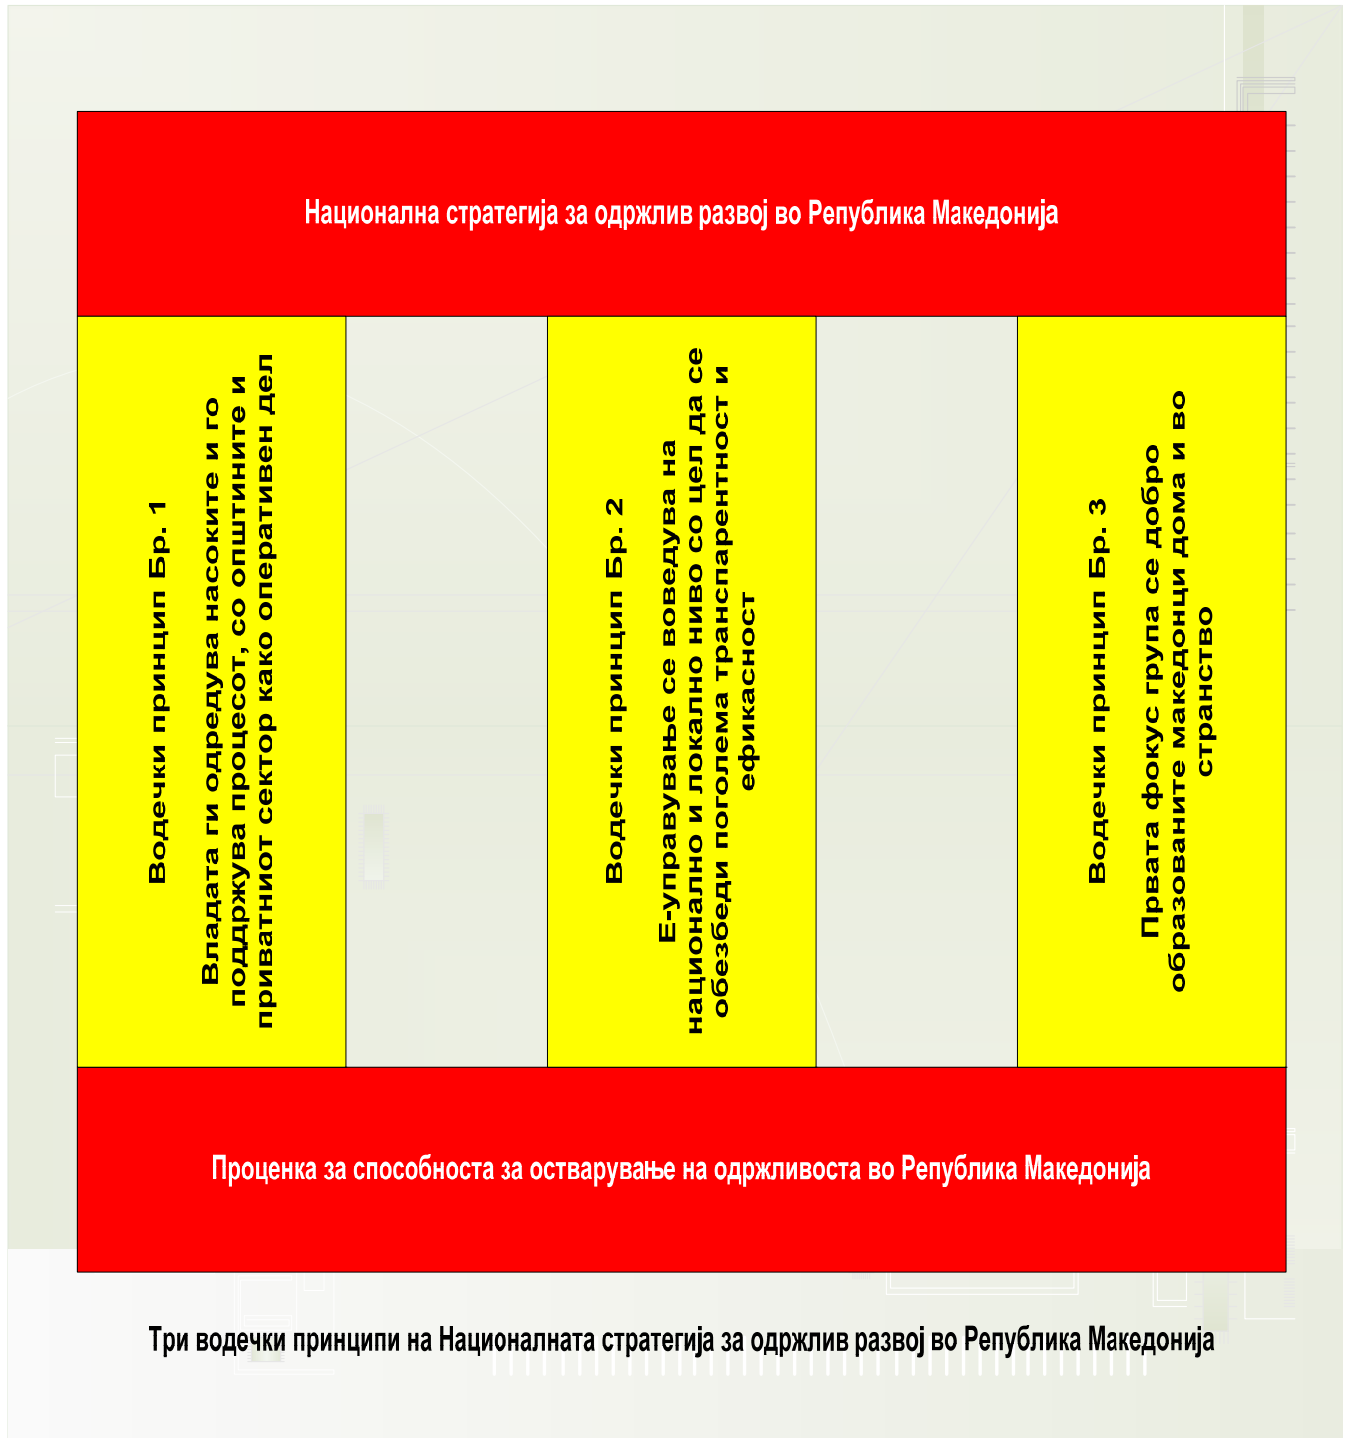 Национална стратегија за одржлив развој во Република Македонија
Водечки принцип Бр. 1
Владата ги одредува насоките и го
поддржува процесот, со општините и
приватниот сектор како оперативен дел
Водечки принцип Бр. 2
Е-управување се воведува на
национално и локално ниво со цел да се
обезбеди поголема транспарентност и
ефикасност
Водечки принцип Бр. 3
Првата фокус група се добро
образованите македонци дома и во
странство
Проценка за способноста за остварување на одржливоста во Република Македонија
Три водечки принципи на Националната стратегија за одржлив развој во Република Македонија